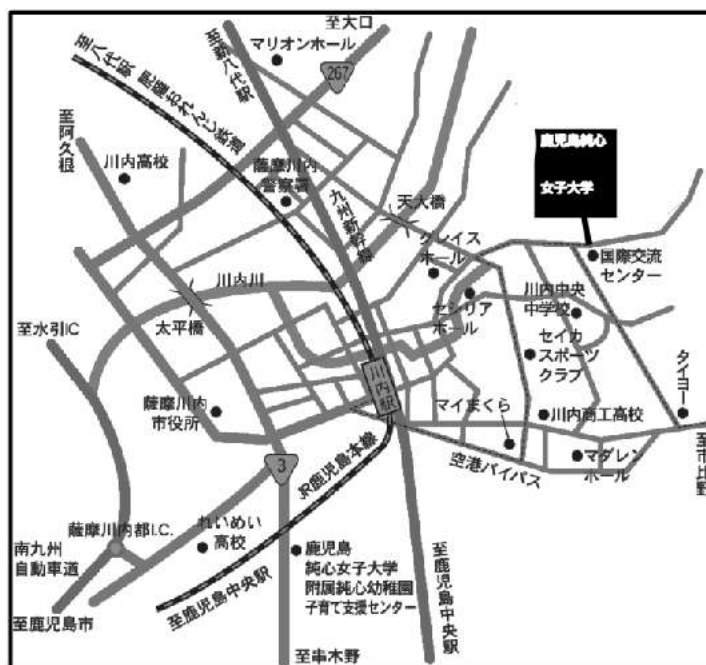 至大口
マリオンホール
267
至新八代駅
至八代駅
肥薩おれんじ鉄道
至阿久根
川内高校
薩摩川内
警察署
九州新幹線
天大橋
鹿児島純心
女子大学
グレイス
ホール
国際交流
センター
川内川
太平橋
セシリア
ホール
川内中央
中学校
至水引IC
セイカ
スポーツ
クラブ
タイヨー
川内駅
薩摩川内
市役所
マイまくら
川内商工高校
至市比野
空港バイパス
マダレン
ホール
3
JR鹿児島本線
薩摩川内都I.C.
れいめい
高校
南九州
自動車道
鹿児島
純心女子大学
附属純心幼稚園
子育て支援センター
至鹿児島中央駅
至鹿児島中央駅
至鹿児島市
至串木野